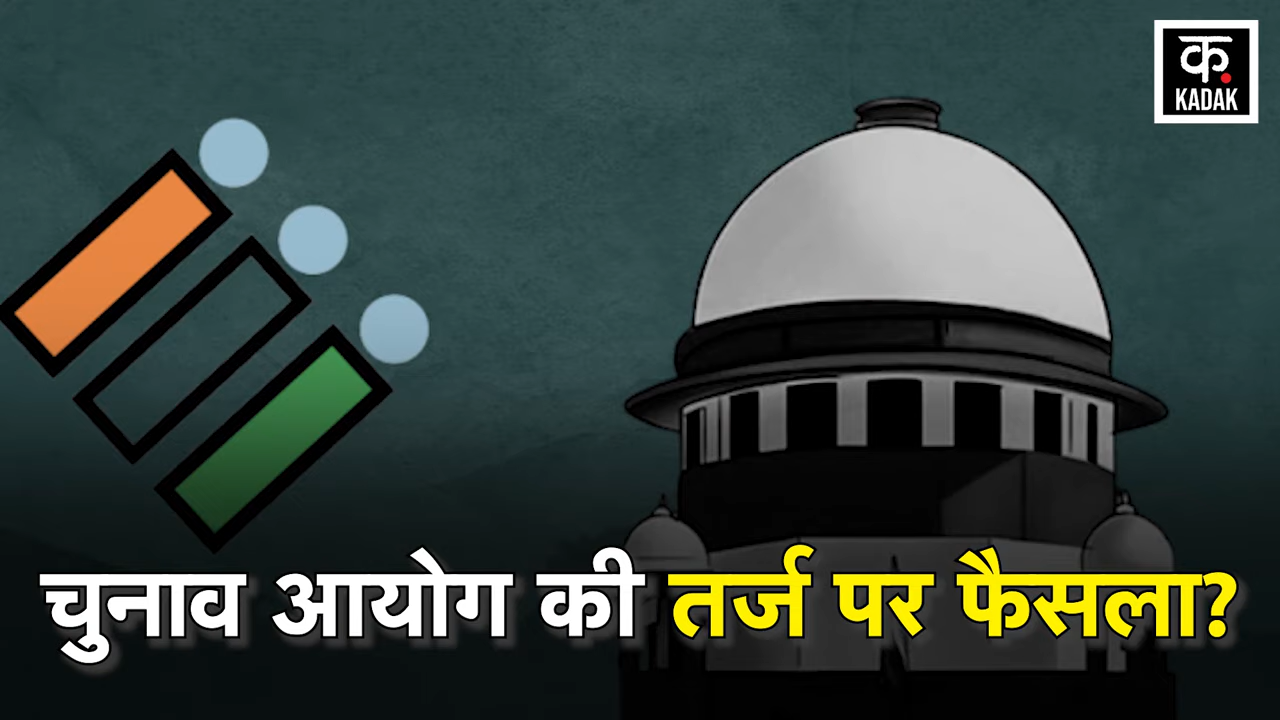 क
KADAK
चुनाव आयोग की तर्ज पर फैसला?